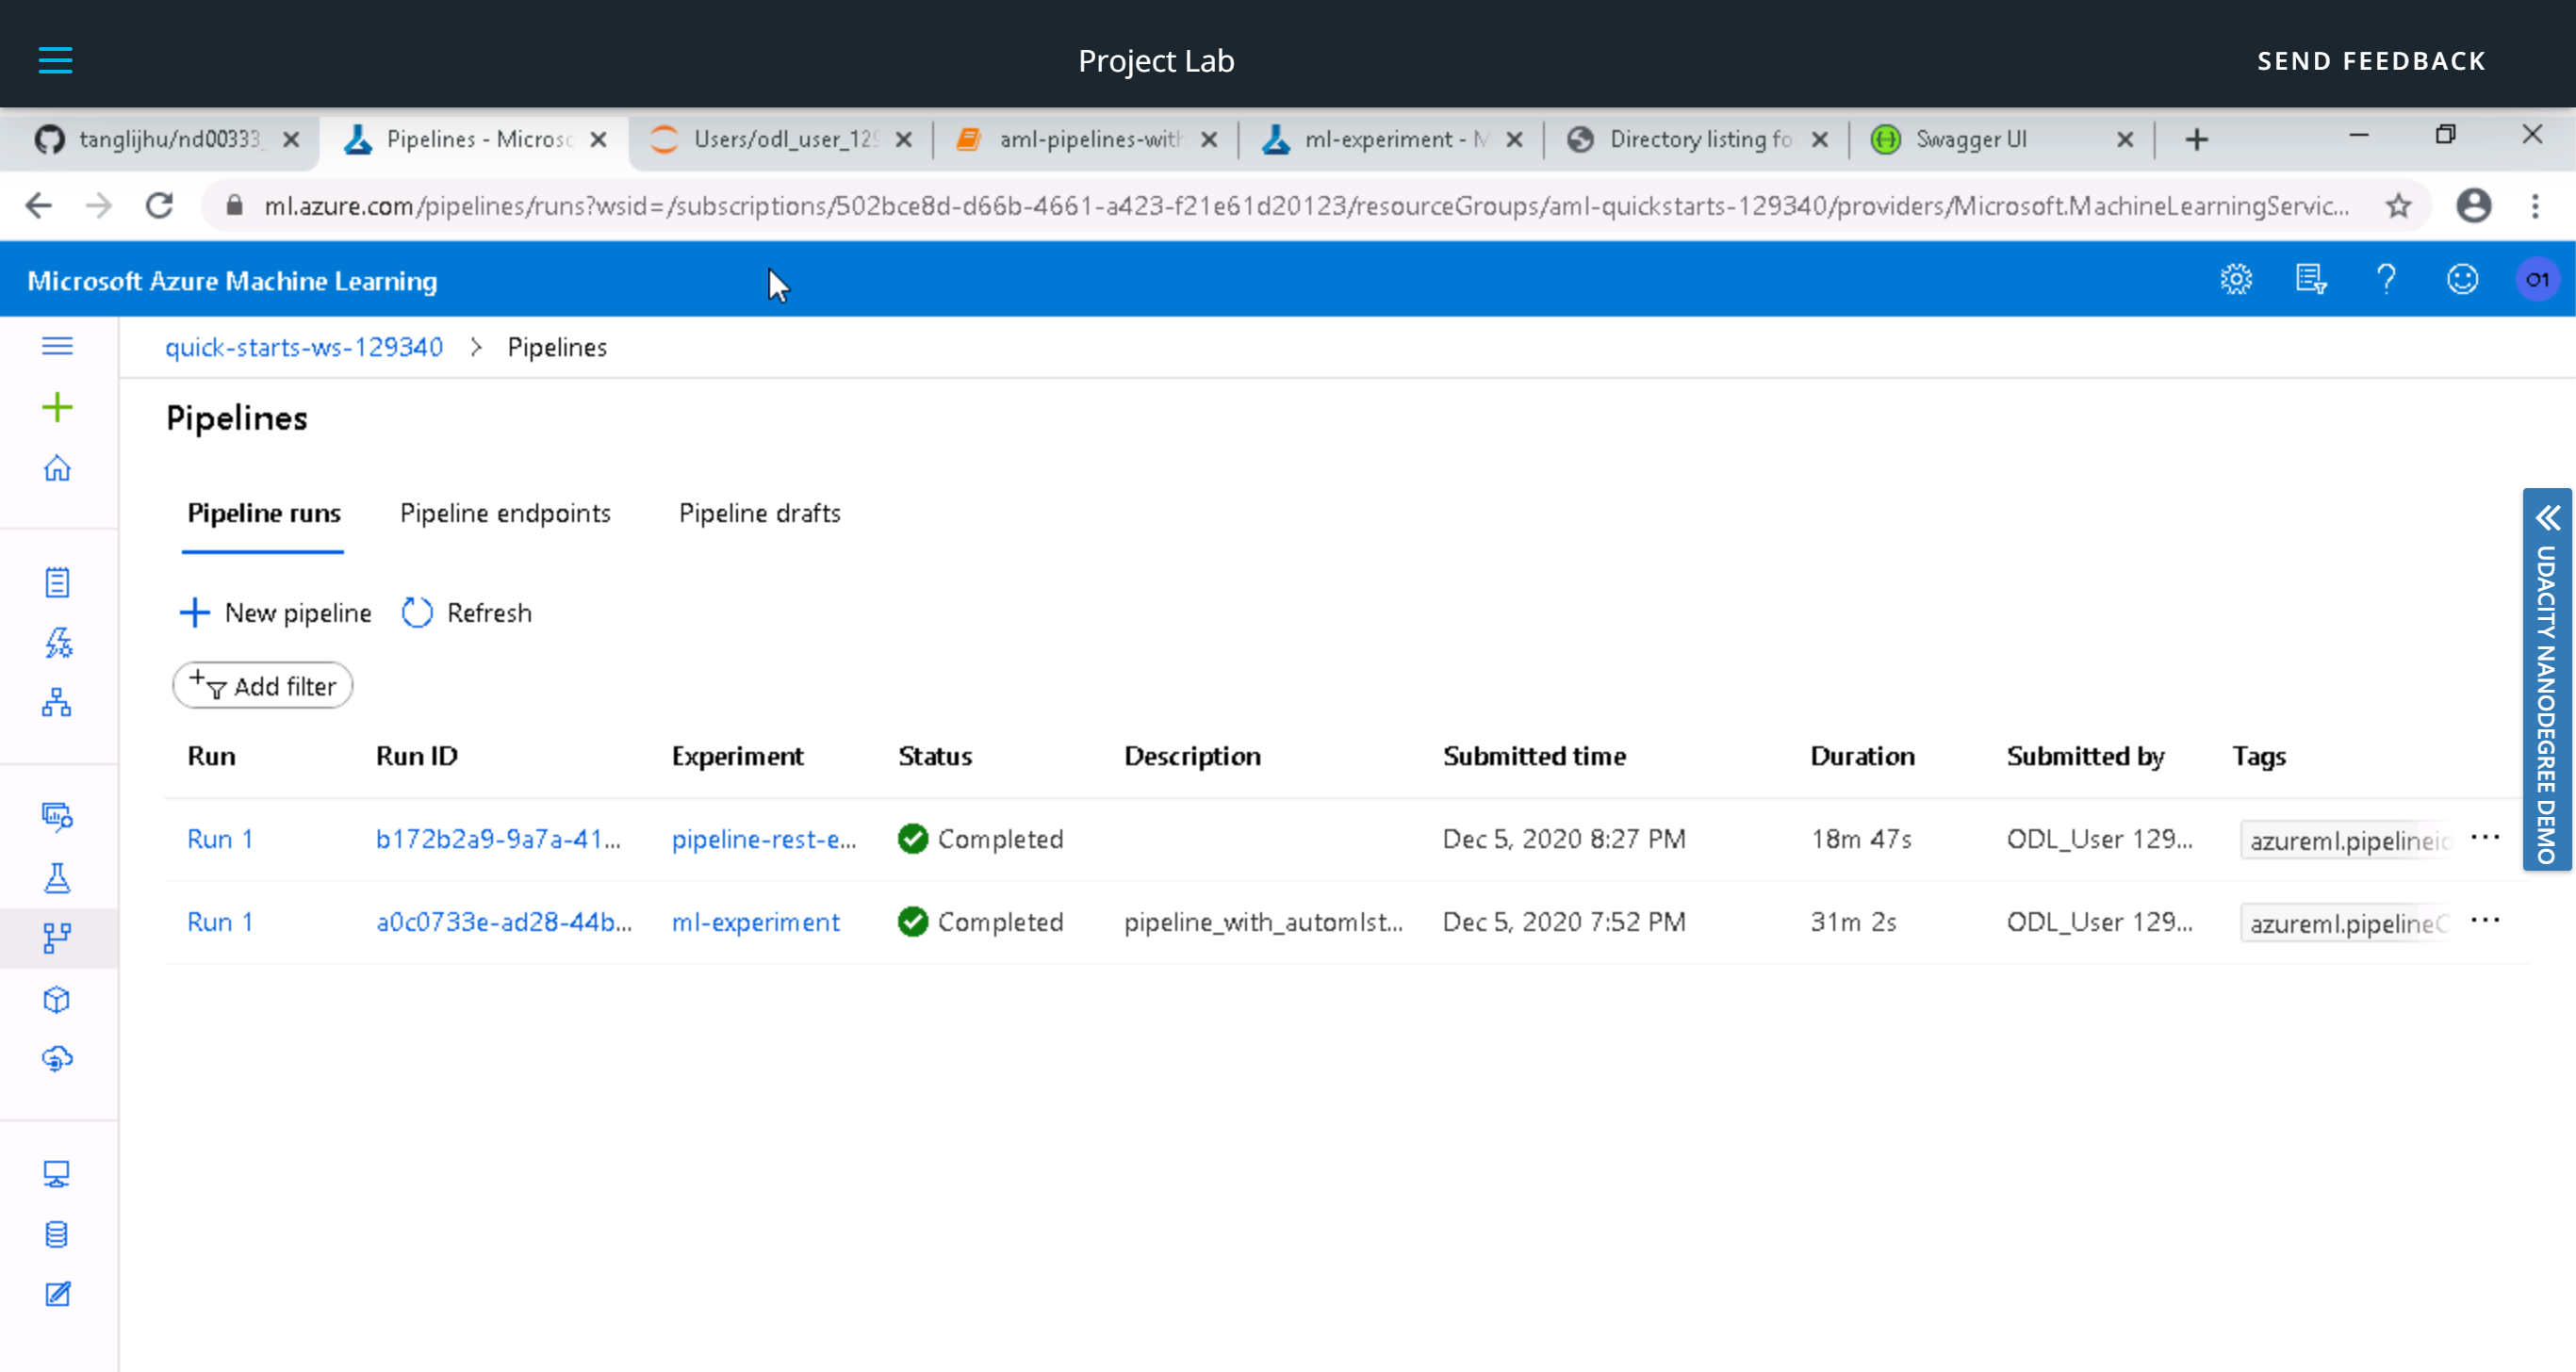 Project Lab
SEND FEEDBACK
tanglijhu/nd00333_
Pipelines - Microsc
Users/odl_user_129
aml-pipelines-with
ml-experiment - M
Directory listing fo
Swagger UI
ml.azure.com/pipelines/runs?wsid=/subscriptions/502bce8d-d66b-4661-a423-f21e61d20123/resourceGroups/aml-quickstarts-129340/providers/Microsoft.MachineLearningServic...
Microsoft Azure Machine Learning
O1
quick-starts-ws-129340 > Pipelines
Pipelines
Pipeline runs
Pipeline endpoints
Pipeline drafts
New pipeline
Refresh
Add filter
Run Run ID Experiment Status Description Submitted time Duration Submitted by Tags
Run 1 b172b2a9-9a7a-41... pipeline-rest-e... Completed Dec 5, 2020 8:27 PM 18m 47s ODL_User 129... azureml.pipelineid ...
Run 1 a0c0733e-ad28-44b... ml-experiment Completed pipeline_with_automlst... Dec 5, 2020 7:52 PM 31m 2s ODL_User 129... azureml.pipelineC ...
UDACITY NANODEGREE DEMO